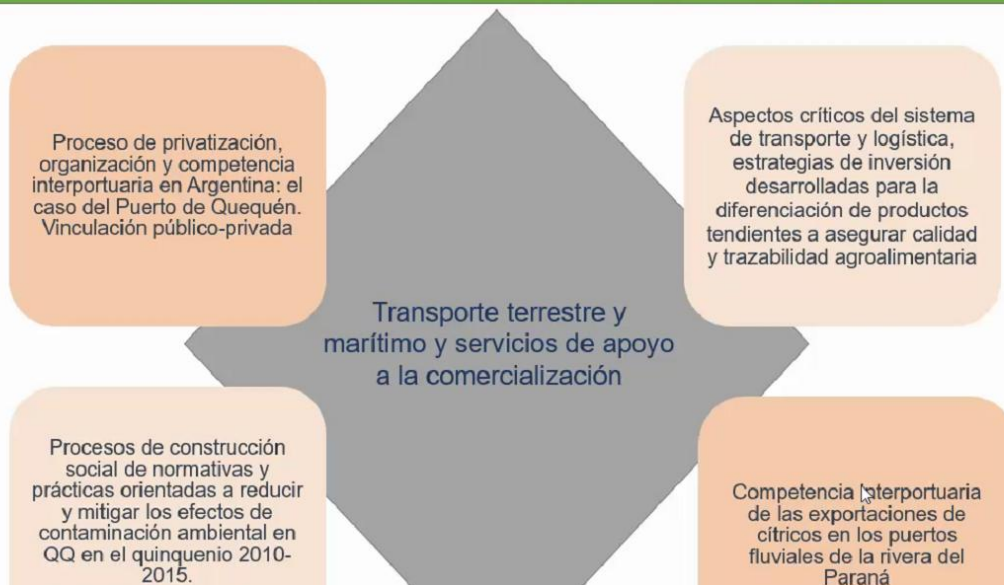 Proceso de privatización,
organización y competencia
interportuaria en Argentina: el
caso del Puerto de Quequén.
Vinculación público-privada
Aspectos críticos del sistema
de transporte y logística,
estrategias de inversión
desarrolladas para la
diferenciación de productos
tendientes a asegurar calidad
y trazabilidad agroalimentaria
Transporte terrestre y
marítimo y servicios de apoyo
a la comercialización
Procesos de construcción
social de normativas y
prácticas orientadas a reducir
y mitigar los efectos de
contaminación ambiental en
QQ en el quinquenio 2010-
2015.
Competencia interportuaria
de las exportaciones de
cítricos en los puertos
fluviales de la rivera del
Paraná